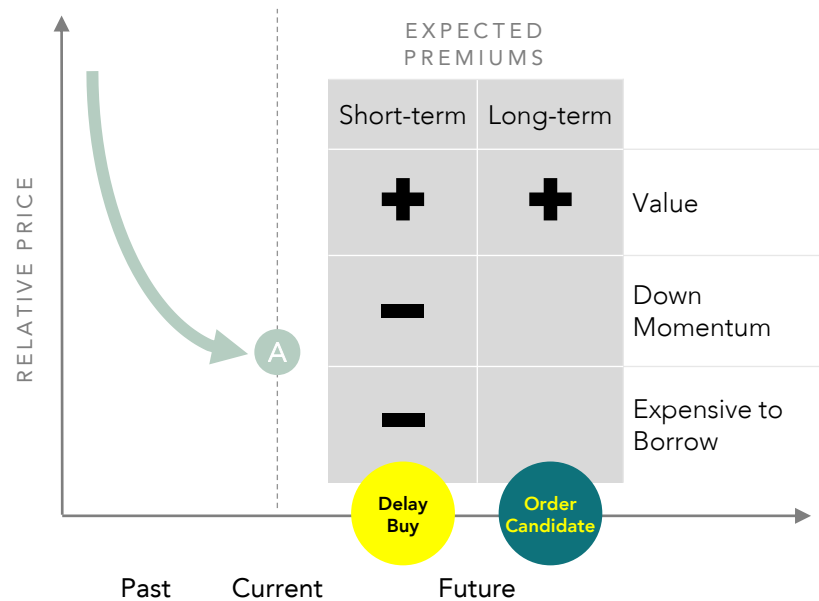 EXPECTED
PREMIUMS
Short-term
Long-term
RELATIVE PRICE
Value
Down
Momentum
A
Expensive to
Borrow
Delay
Buy
Order
Candidate
Past
Current
Future